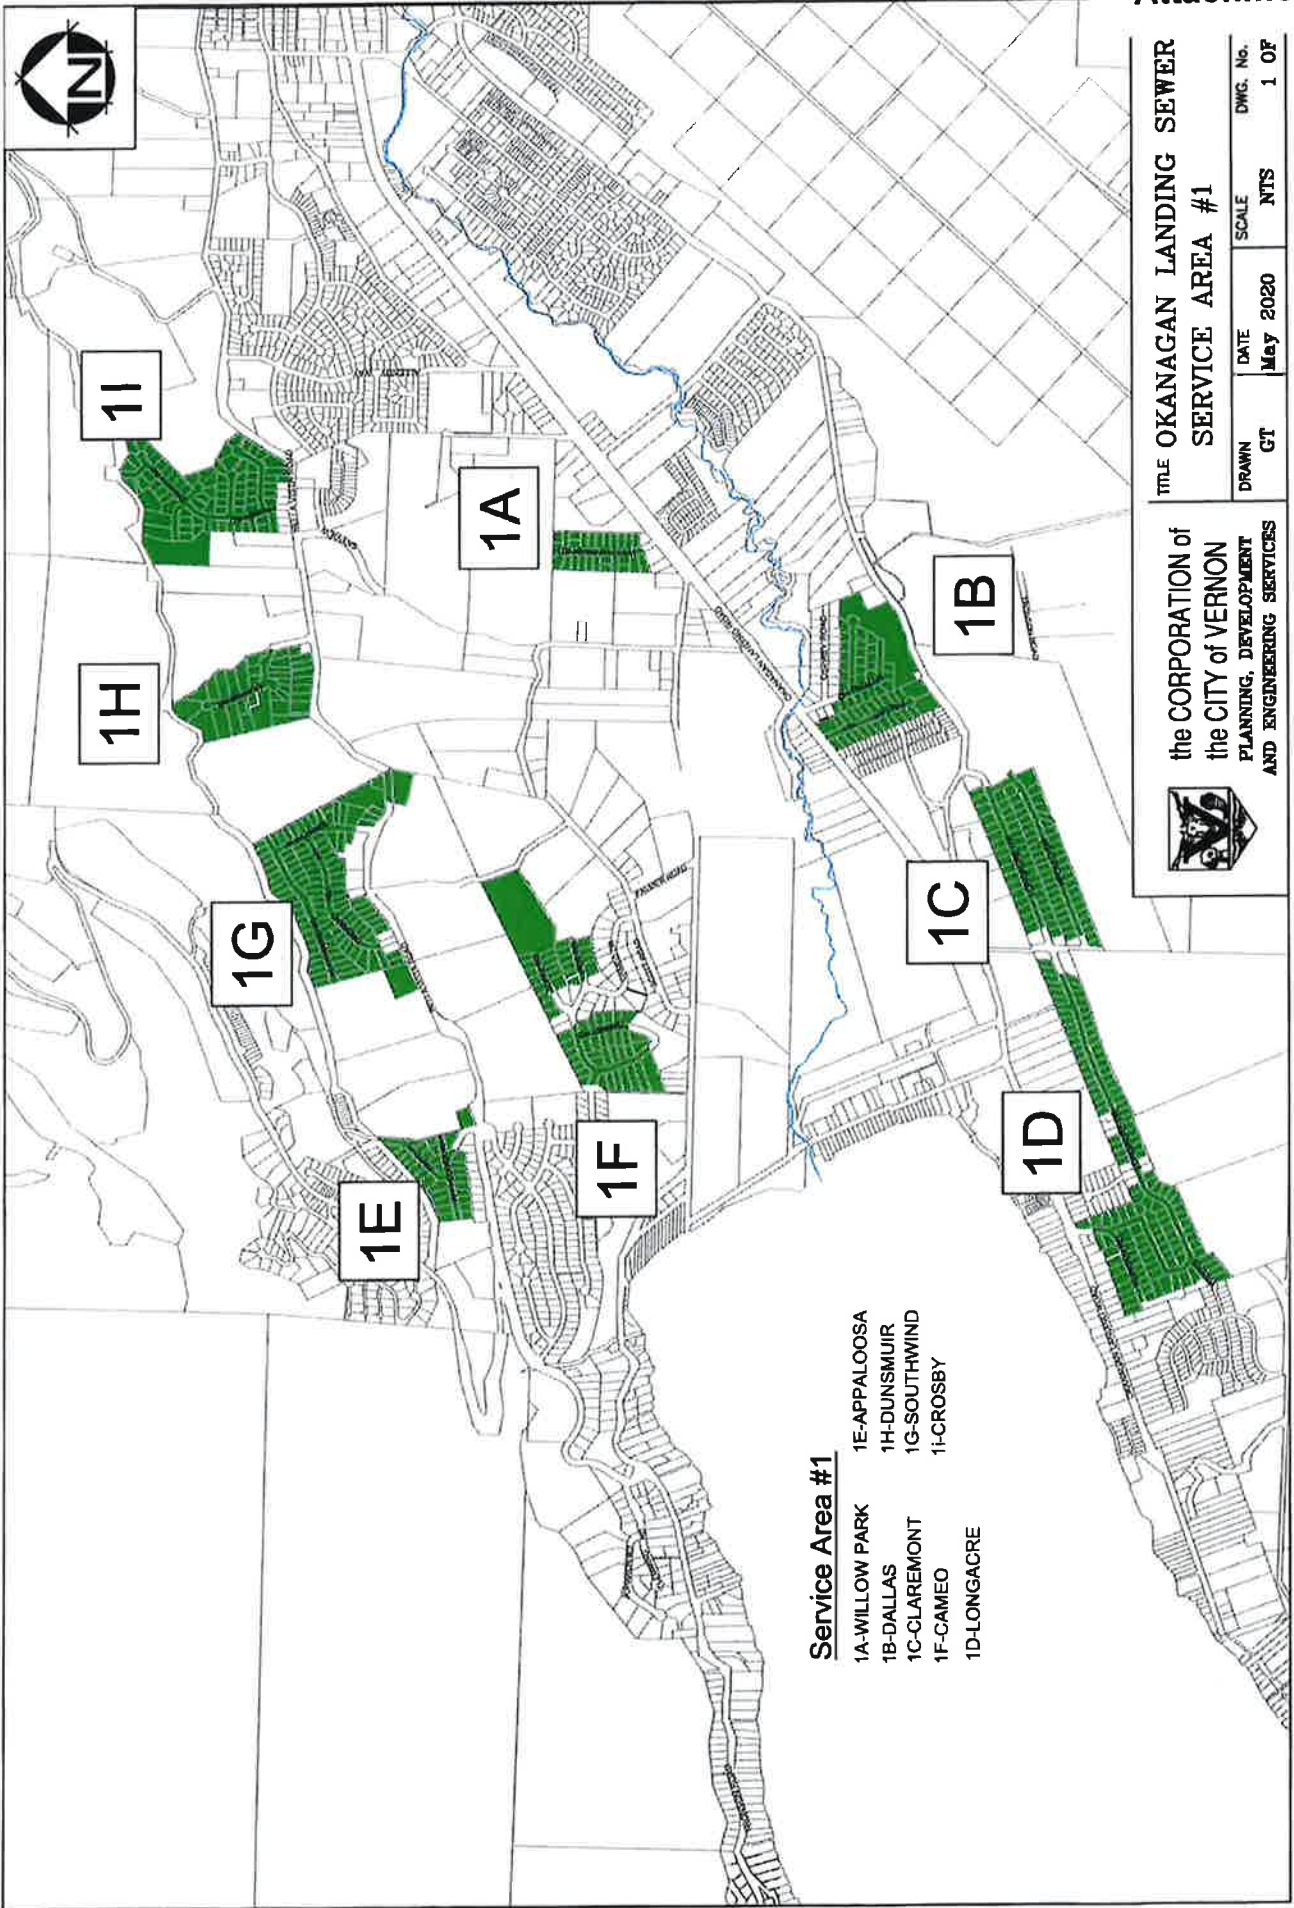 N
1I
1H
1G
1E
1A
1F
1B
1C
1D
Service Area #1
1A-WILLOW PARK
1B-DALLAS
1C-CLAREMONT
1F-CAMEO
1D-LONGACRE
1E-APPALOOSA
1H-DUNSMUIR
1G-SOUTHWIND
1i-CROSBY
OKANAGAN LANDING ROAD
the CORPORATION of
the CITY of VERNON
PLANNING, DEVELOPMENT
AND ENGINEERING SERVICES
TITLE OKANAGAN LANDING SEWER
SERVICE AREA #1
DRAWN
GT
DATE
May 2020
SCALE
NTS
DWG. No.
1 OF